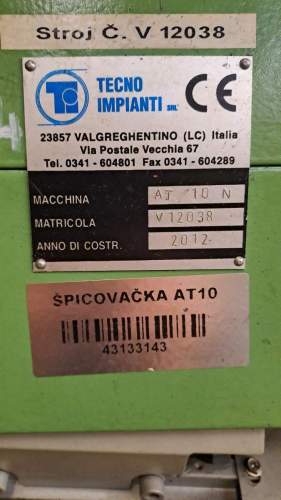 Stroj Č. V 12038
TECNO
IMPIANTI SRL
CE
23857 VALGREGHENTINO (LC) Italia
Via Postale Vecchia 67
Tel. 0341 - 604801 Fax 0341 - 604289
MACCHINA AT 10 N
MATRICOLA V12038
ANNO DI COSTR. 2012
ŠPICOVAČKA AT10
43133143